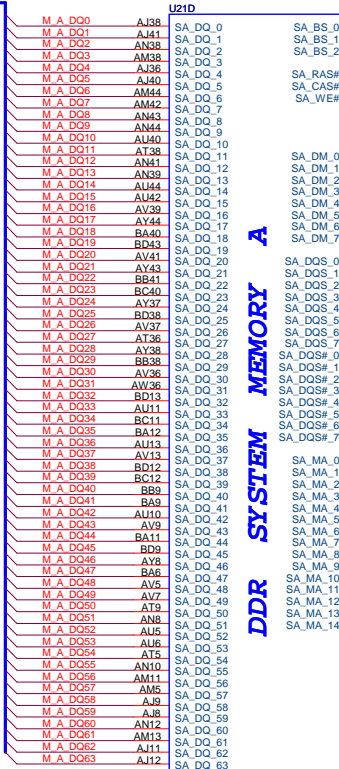 U21D
M_A_DQ0 AJ38 SA_DQ_0 SA_BS_0
M_A_DQ1 AJ41 SA_DQ_1 SA_BS_1
M_A_DQ2 AN38 SA_DQ_2 SA_BS_2
M_A_DQ3 AM38 SA_DQ_3
M_A_DQ4 AJ36 SA_DQ_4 SA_RAS#
M_A_DQ5 AJ40 SA_DQ_5 SA_CAS#
M_A_DQ6 AM44 SA_DQ_6 SA_WE#
M_A_DQ7 AM42 SA_DQ_7
M_A_DQ8 AN43 SA_DQ_8
M_A_DQ9 AN44 SA_DQ_9
M_A_DQ10 AU40 SA_DQ_10
M_A_DQ11 AT38 SA_DQ_11 SA_DM_0
M_A_DQ12 AN41 SA_DQ_12 SA_DM_1
M_A_DQ13 AN39 SA_DQ_13 SA_DM_2
M_A_DQ14 AU44 SA_DQ_14 SA_DM_3
M_A_DQ15 AU42 SA_DQ_15 SA_DM_4
M_A_DQ16 AV39 SA_DQ_16 SA_DM_5
M_A_DQ17 AY44 SA_DQ_17 SA_DM_6
M_A_DQ18 BA40 SA_DQ_18 SA_DM_7
M_A_DQ19 BD43 SA_DQ_19
M_A_DQ20 AV41 SA_DQ_20 SA_DQS_0
M_A_DQ21 AY43 SA_DQ_21 SA_DQS_1
M_A_DQ22 BB41 SA_DQ_22 SA_DQS_2
M_A_DQ23 BC40 SA_DQ_23 SA_DQS_3
M_A_DQ24 AY37 SA_DQ_24 SA_DQS_4
M_A_DQ25 BD38 SA_DQ_25 SA_DQS_5
M_A_DQ26 AV37 SA_DQ_26 SA_DQS_6
M_A_DQ27 AT36 SA_DQ_27 SA_DQS_7
M_A_DQ28 AY38 SA_DQ_28 SA_DQS#_0
M_A_DQ29 BB38 SA_DQ_29 SA_DQS#_1
M_A_DQ30 AV36 SA_DQ_30 SA_DQS#_2
M_A_DQ31 AW36 SA_DQ_31 SA_DQS#_3
M_A_DQ32 BD13 SA_DQ_32 SA_DQS#_4
M_A_DQ33 AU11 SA_DQ_33 SA_DQS#_5
M_A_DQ34 BC11 SA_DQ_34 SA_DQS#_6
M_A_DQ35 BA12 SA_DQ_35 SA_DQS#_7
M_A_DQ36 AU13 SA_DQ_36
M_A_DQ37 AV13 SA_DQ_37 SA_MA_0
M_A_DQ38 BD12 SA_DQ_38 SA_MA_1
M_A_DQ39 BC12 SA_DQ_39 SA_MA_2
M_A_DQ40 BB9 SA_DQ_40 SA_MA_3
M_A_DQ41 BA9 SA_DQ_41 SA_MA_4
M_A_DQ42 AU10 SA_DQ_42 SA_MA_5
M_A_DQ43 AV9 SA_DQ_43 SA_MA_6
M_A_DQ44 BA11 SA_DQ_44 SA_MA_7
M_A_DQ45 BD9 SA_DQ_45 SA_MA_8
M_A_DQ46 AY8 SA_DQ_46 SA_MA_9
M_A_DQ47 BA6 SA_DQ_47 SA_MA_10
M_A_DQ48 AV5 SA_DQ_48 SA_MA_11
M_A_DQ49 AV7 SA_DQ_49 SA_MA_12
M_A_DQ50 AT9 SA_DQ_50 SA_MA_13
M_A_DQ51 AN8 SA_DQ_51 SA_MA_14
M_A_DQ52 AU5 SA_DQ_52
M_A_DQ53 AU6 SA_DQ_53
M_A_DQ54 AT5 SA_DQ_54
M_A_DQ55 AN10 SA_DQ_55
M_A_DQ56 AM11 SA_DQ_56
M_A_DQ57 AM5 SA_DQ_57
M_A_DQ58 AJ9 SA_DQ_58
M_A_DQ59 AJ8 SA_DQ_59
M_A_DQ60 AN12 SA_DQ_60
M_A_DQ61 AM13 SA_DQ_61
M_A_DQ62 AJ11 SA_DQ_62
M_A_DQ63 AJ12 SA_DQ_63
DDR SYSTEM MEMORY A